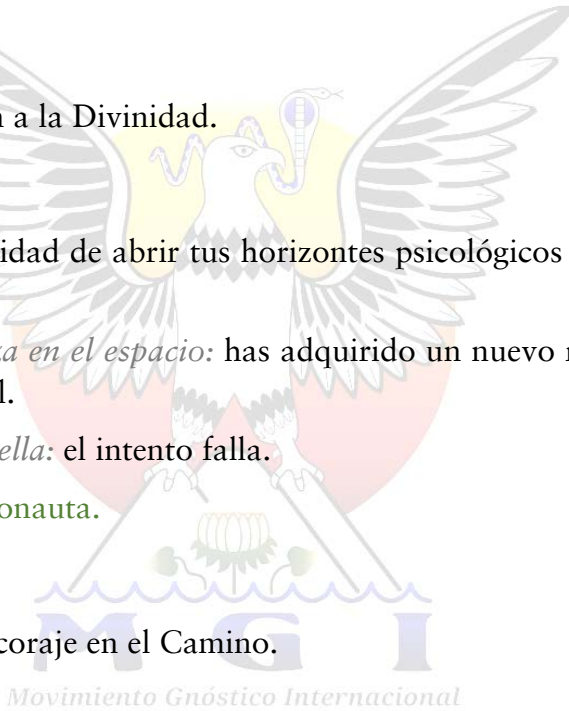 a la Divinidad.
idad de abrir tus horizontes psicológicos
a en el espacio: has adquirido un nuevo
l.
ella: el intento falla.
onauta.
coraje en el Camino.
M G I
Movimiento Gnóstico Internacional